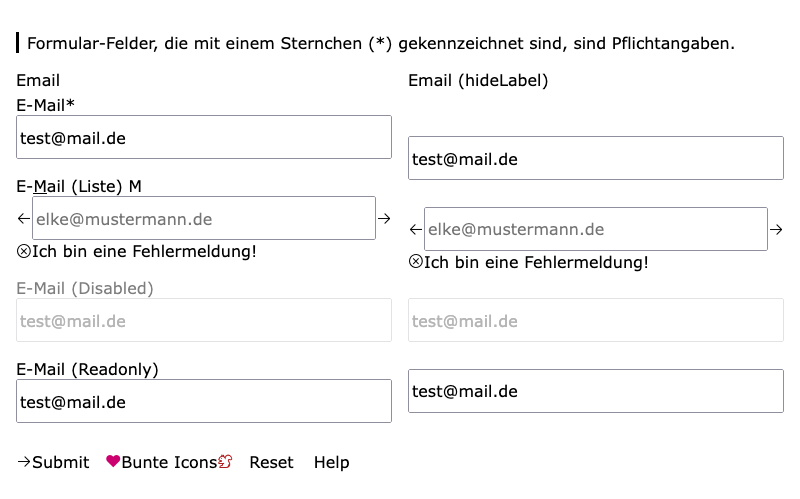 Formular-Felder, die mit einem Sternchen (*) gekennzeichnet sind, sind Pflichtangaben.
Email
E-Mail*
test@mail.de
E-Mail (Liste) M
elke@mustermann.de
Ich bin eine Fehlermeldung!
E-Mail (Disabled)
test@mail.de
E-Mail (Readonly)
test@mail.de
Email (hideLabel)
test@mail.de
elke@mustermann.de
Ich bin eine Fehlermeldung!
test@mail.de
test@mail.de
→Submit Bunte Icons Reset Help